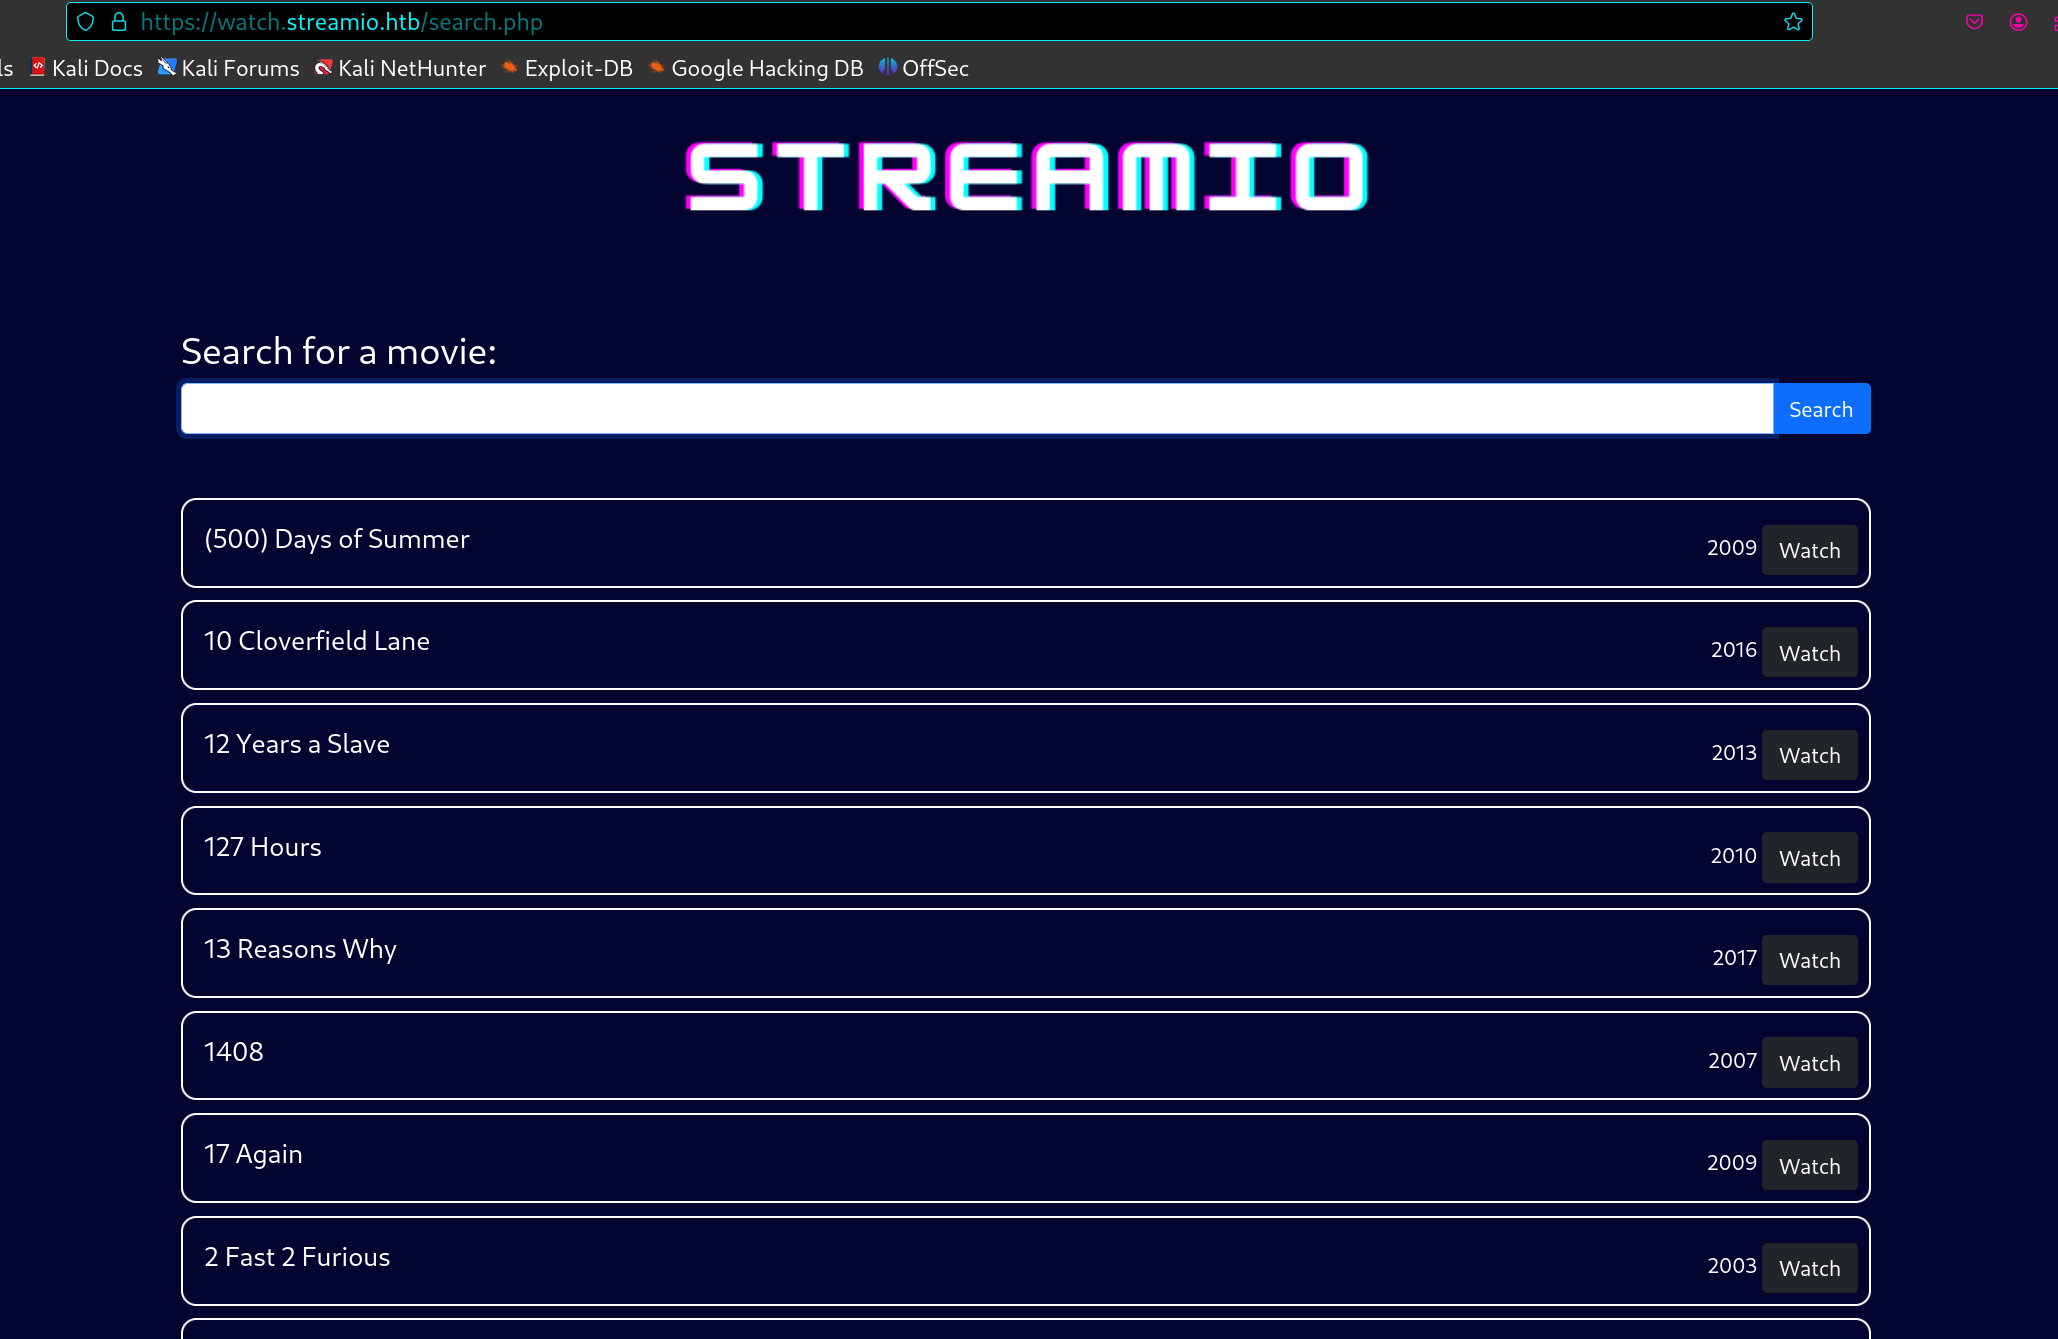 https://watch.streamio.htb/search.php
ls Kali Docs Kali Forums Kali NetHunter Exploit-DB Google Hacking DB OffSec
STREAMIO
Search for a movie:
Search
(500) Days of Summer 2009 Watch
10 Cloverfield Lane 2016 Watch
12 Years a Slave 2013 Watch
127 Hours 2010 Watch
13 Reasons Why 2017 Watch
1408 2007 Watch
17 Again 2009 Watch
2 Fast 2 Furious 2003 Watch